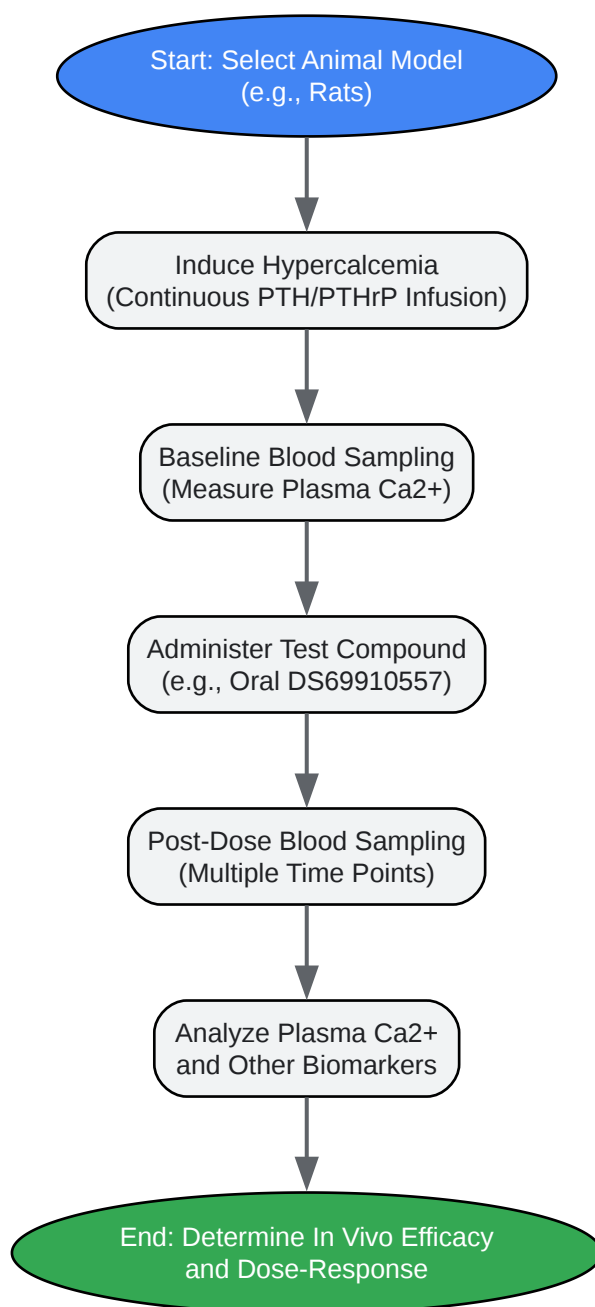 Start: Select Animal Model
(e.g., Rats)
Induce Hypercalcemia
(Continuous PTH/PTHrP Infusion)
Baseline Blood Sampling
(Measure Plasma Ca2+)
Administer Test Compound
(e.g., Oral DS69910557)
Post-Dose Blood Sampling
(Multiple Time Points)
Analyze Plasma Ca2+
and Other Biomarkers
End: Determine In Vivo Efficacy
and Dose-Response